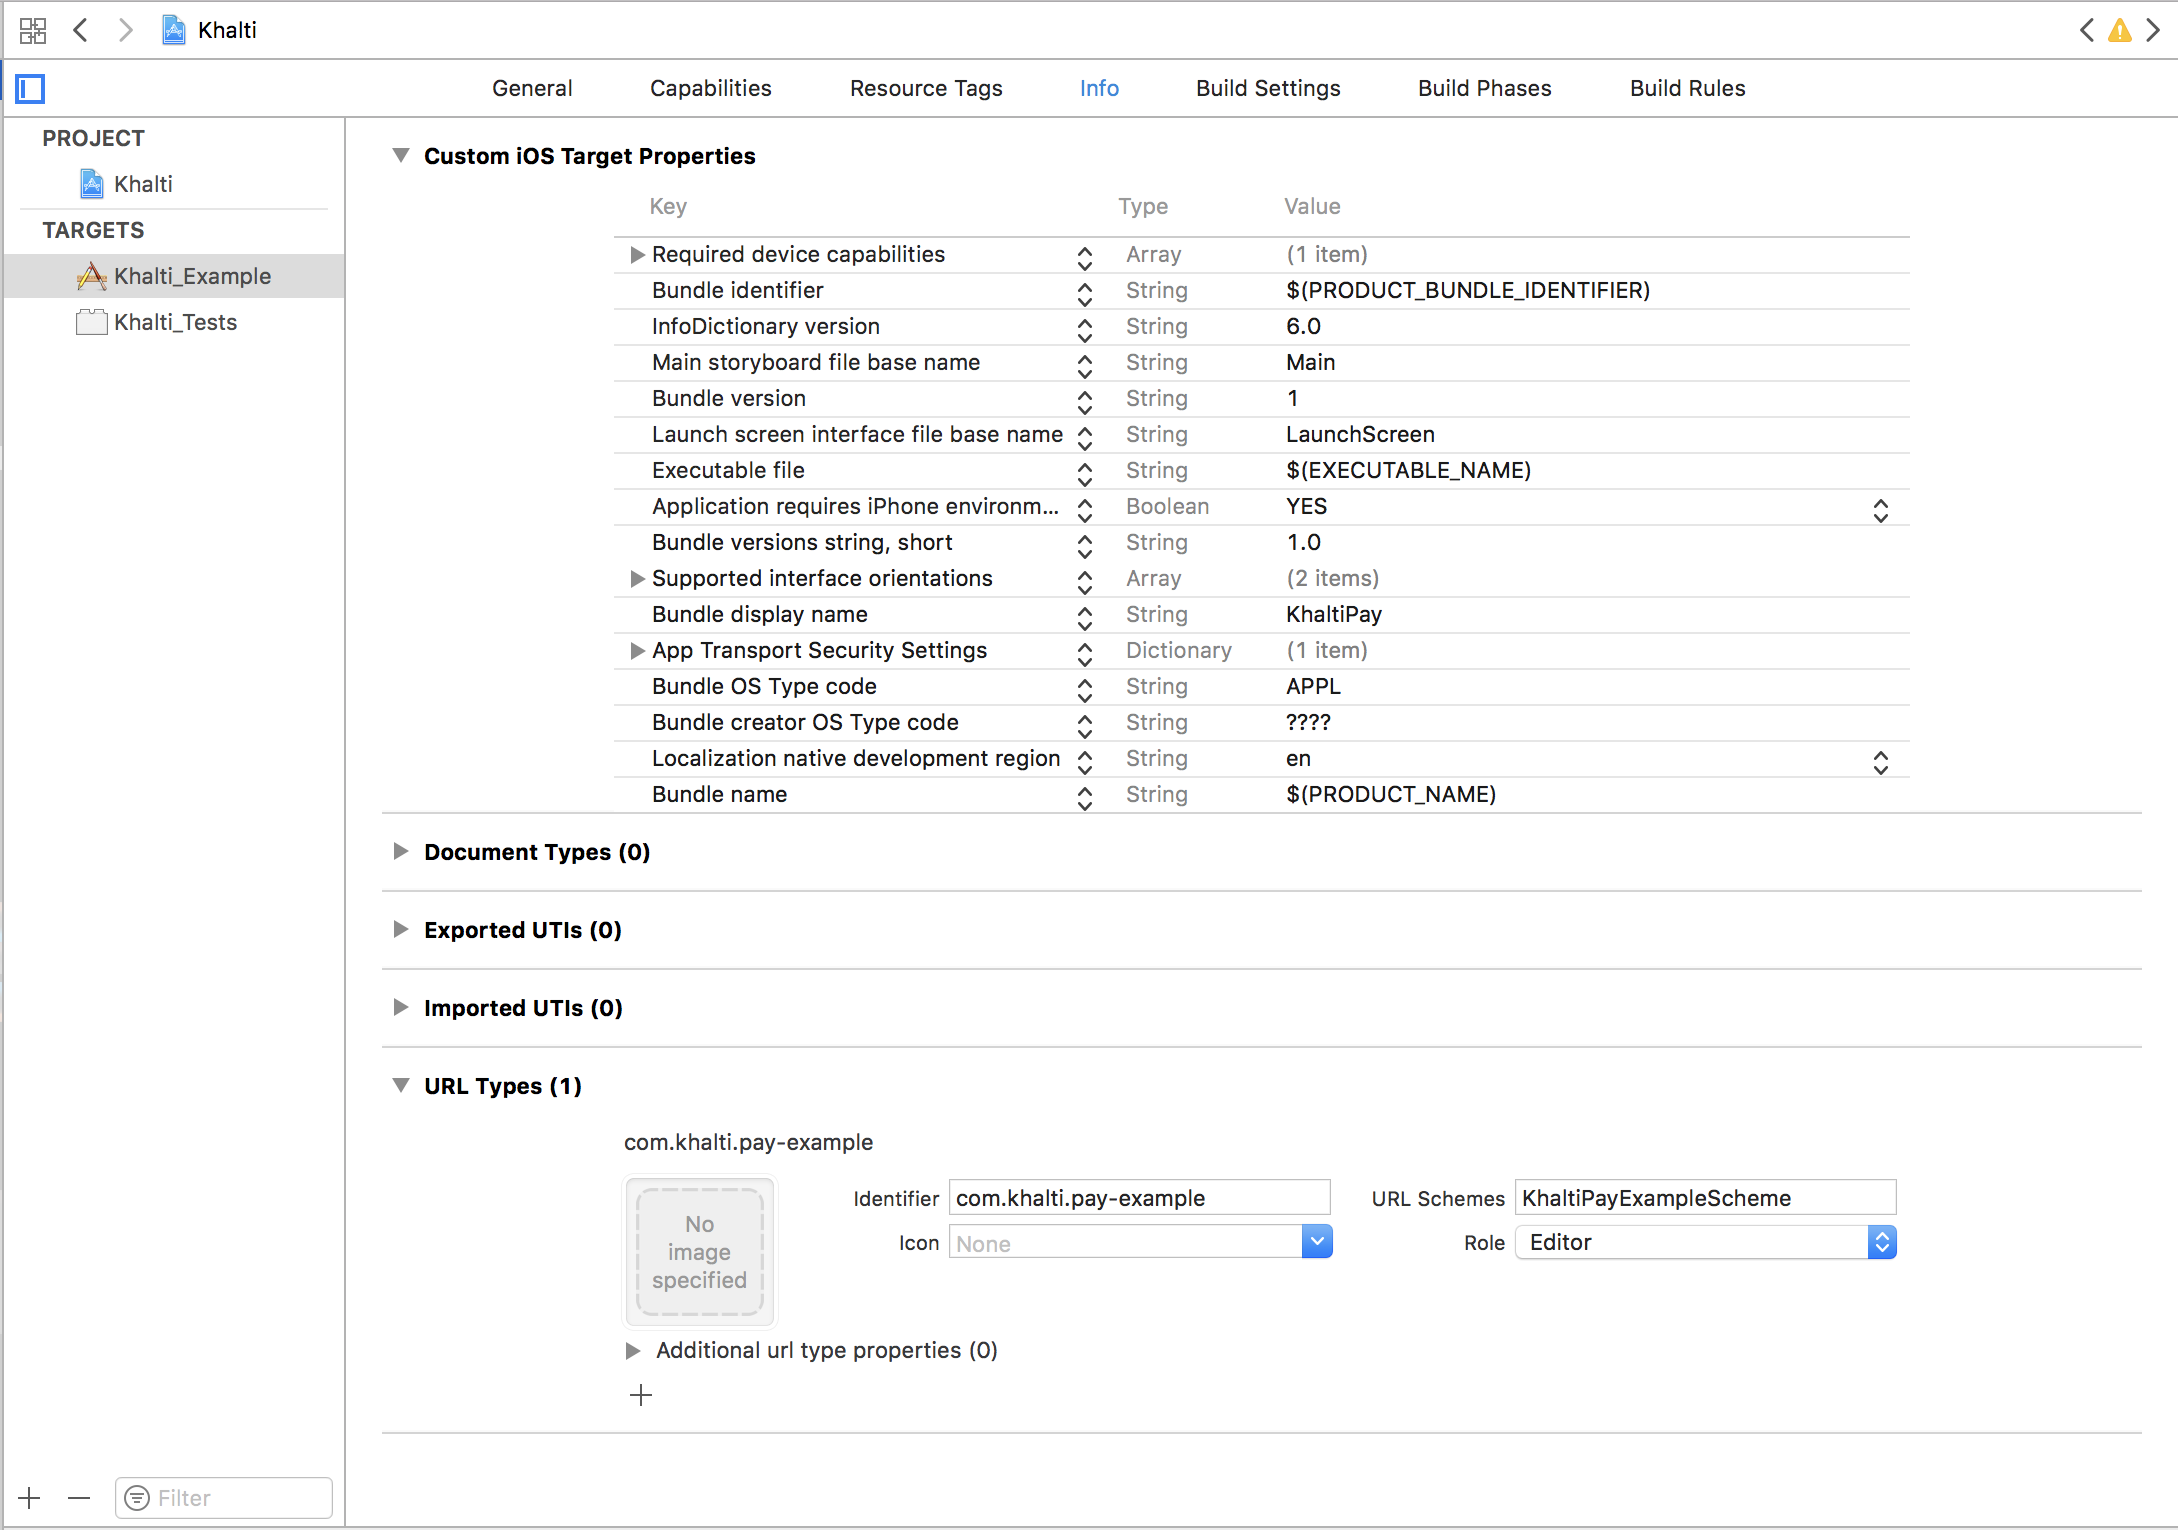 Khalti
General Capabilities Resource Tags Info Build Settings Build Phases Build Rules
PROJECT
Khalti
TARGETS
Khalti_Example
Khalti_Tests
Custom iOS Target Properties
Key Type Value
Required device capabilities Array (1 item)
Bundle identifier String $(PRODUCT_BUNDLE_IDENTIFIER)
InfoDictionary version String 6.0
Main storyboard file base name String Main
Bundle version String 1
Launch screen interface file base name String LaunchScreen
Executable file String $(EXECUTABLE_NAME)
Application requires iPhone environm... Boolean YES
Bundle versions string, short String 1.0
Supported interface orientations Array (2 items)
Bundle display name String KhaltiPay
App Transport Security Settings Dictionary (1 item)
Bundle OS Type code String APPL
Bundle creator OS Type code String ????
Localization native development region String en
Bundle name String $(PRODUCT_NAME)
Document Types (0)
Exported UTIs (0)
Imported UTIs (0)
URL Types (1)
com.khalti.pay-example
No
image
specified
Identifier com.khalti.pay-example URL Schemes KhaltiPayExampleScheme
Icon None Role Editor
Additional url type properties (0)
Filter